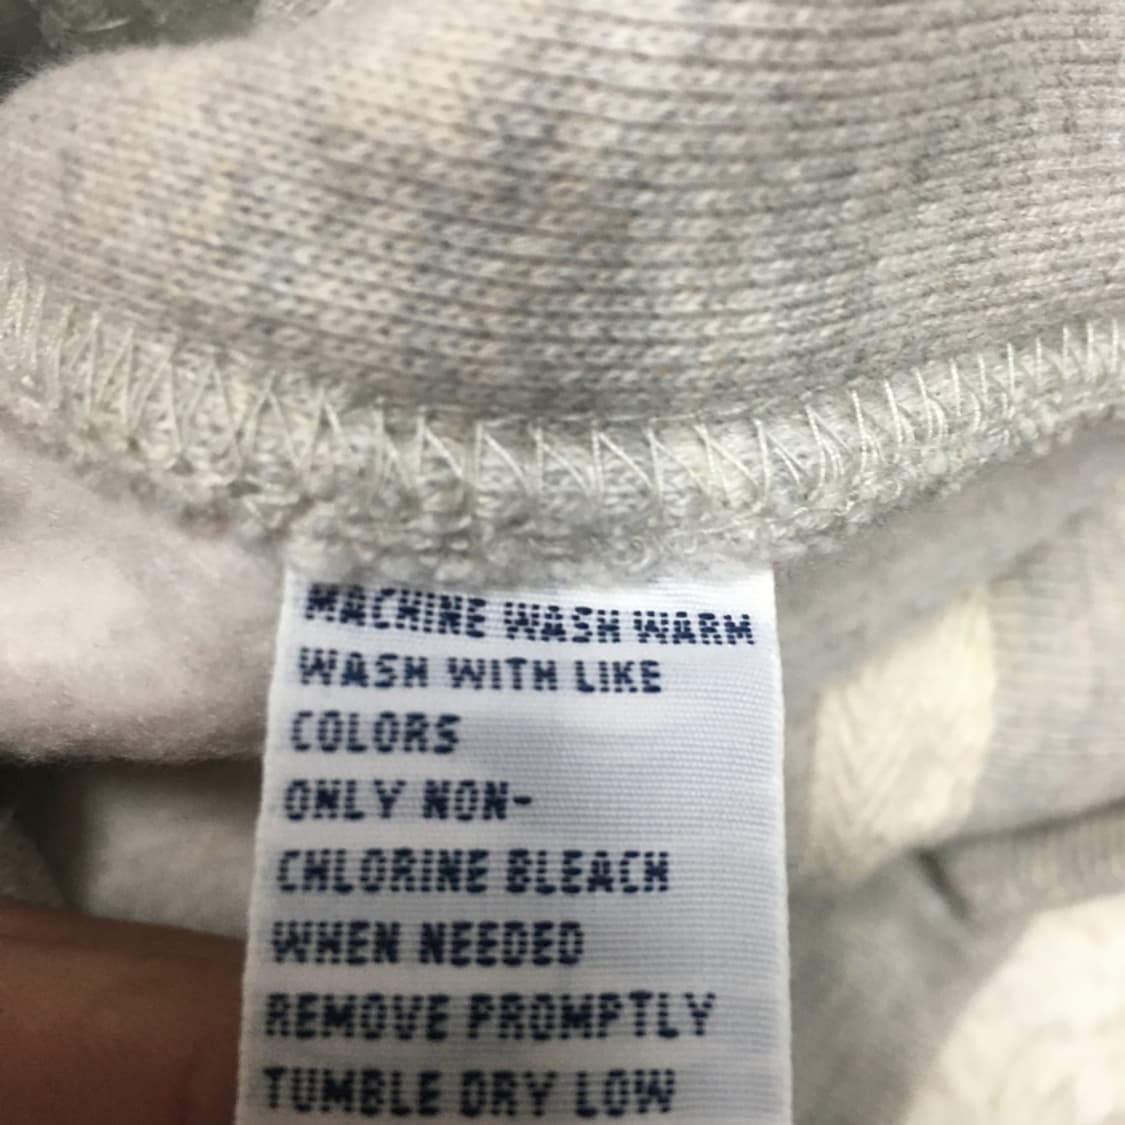 MACHINE WASH WARM
WASH WITH LIKE
COLORS
ONLY NON-
CHLORINE BLEACH
WHEN NEEDED
REMOVE PROMPTLY
TUMBLE DRY LOW